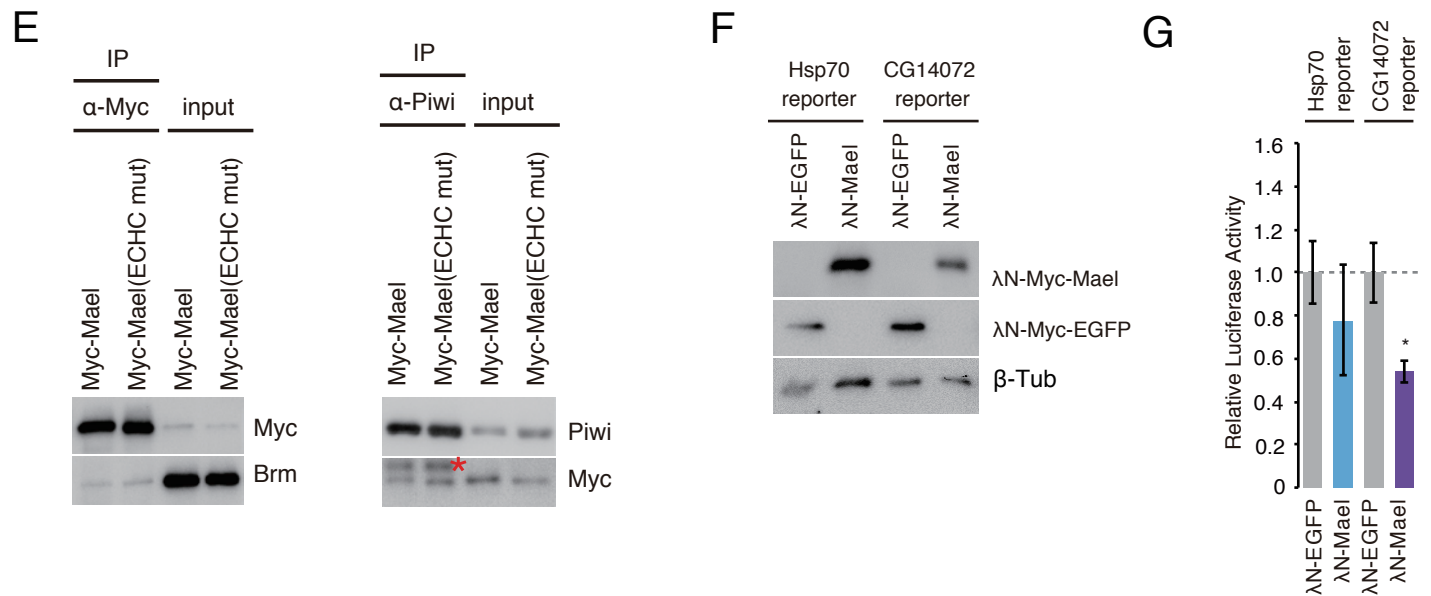 E
IP
α-Myc input
Myc-Mael
Myc-Mael(ECHC mut)
Myc-Mael
Myc-Mael(ECHC mut)
Myc
Brm
IP
α-Piwi input
Myc-Mael
Myc-Mael(ECHC mut)
Myc-Mael
Myc-Mael(ECHC mut)
Piwi
*
Myc
F
Hsp70
reporter
CG14072
reporter
λN-EGFP
λN-Mael
λN-EGFP
λN-Mael
λN-Myc-Mael
λN-Myc-EGFP
β-Tub
G
Hsp70
reporter
CG14072
reporter
Relative Luciferase Activity
1.6
1.4
1.2
1.0
0.8
0.6
0.4
0.2
0
*
λN-EGFP
λN-Mael
λN-EGFP
λN-Mael